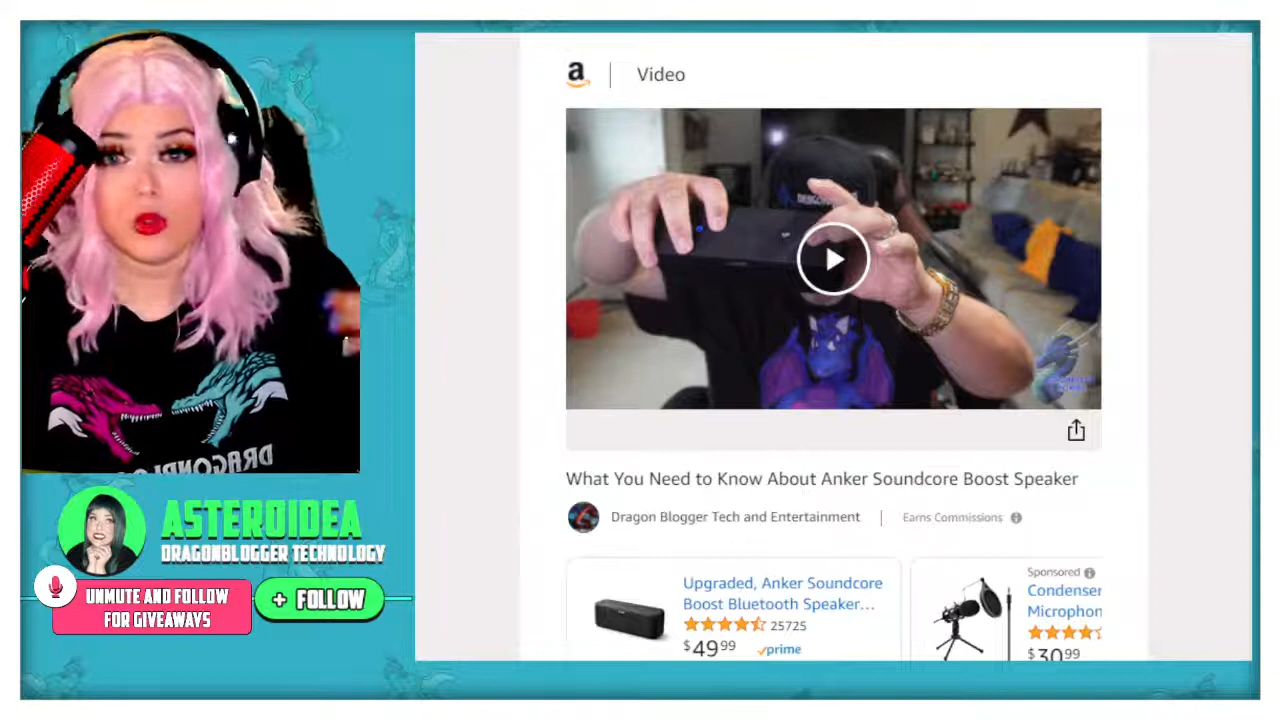 ASTEROIDEA
DRAGONBLOGGER TECHNOLOGY
UNMUTE AND FOLLOW
FOR GIVEAWAYS
+ FOLLOW
a | Video
What You Need to Know About Anker Soundcore Boost Speaker
Dragon Blogger Tech and Entertainment | Earns Commissions
Upgraded, Anker Soundcore
Boost Bluetooth Speaker...
25725
$49.99 prime
Sponsored
Condenser
Microphon
$30.99